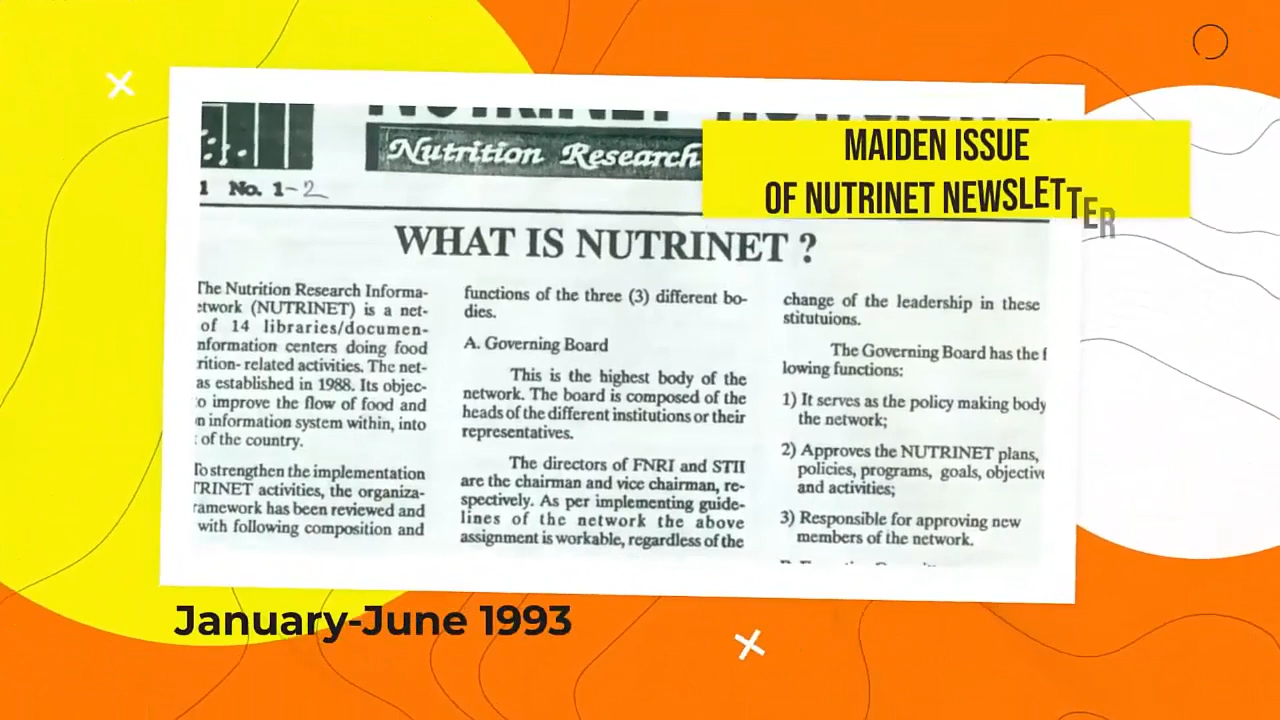 MAIDEN ISSUE
OF NUTRINET NEWSLETTER
Nutrition Research
1 No. 1-2
WHAT IS NUTRINET ?
The Nutrition Research Informa-
etwork (NUTRINET) is a net-
of 14 libraries/documen-
nformation centers doing food
rition- related activities. The net-
as established in 1988. Its objec-
o improve the flow of food and
n information system within, into
of the country.
To strengthen the implementation
TRINET activities, the organiza-
ramework has been reviewed and
with following composition and
functions of the three (3) different bo-
dies.
A. Governing Board
This is the highest body of the
network. The board is composed of the
heads of the different institutions or their
representatives.
The directors of FNRI and STII
are the chairman and vice chairman, re-
spectively. As per implementing guide-
lines of the network the above
assignment is workable, regardless of the
change of the leadership in these
stituituions.
The Governing Board has the f
lowing functions:
1) It serves as the policy making body
the network;
2) Approves the NUTRINET plans,
policies, programs, goals, objective
and activities;
3) Responsible for approving new
members of the network.
January-June 1993